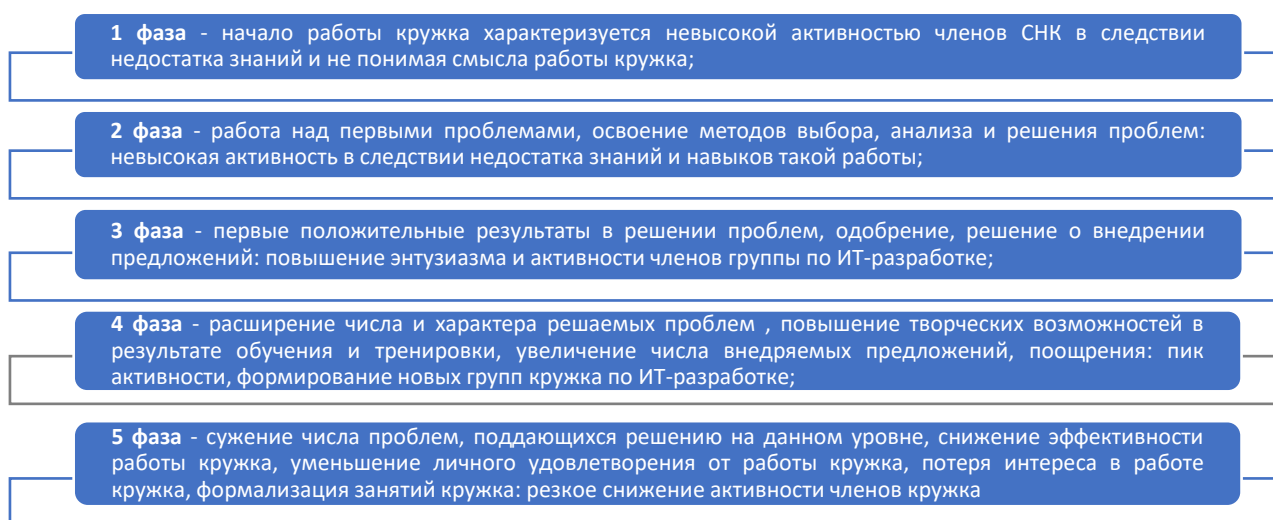 1 фаза - начало работы кружка характеризуется невысокой активностью членов СНК в следствии
недостатка знаний и не понимая смысла работы кружка;
2 фаза - работа над первыми проблемами, освоение методов выбора, анализа и решения проблем:
невысокая активность в следствии недостатка знаний и навыков такой работы;
3 фаза - первые положительные результаты в решении проблем, одобрение, решение о внедрении
предложений: повышение энтузиазма и активности членов группы по ИТ-разработке;
4 фаза - расширение числа и характера решаемых проблем , повышение творческих возможностей в
результате обучения и тренировки, увеличение числа внедряемых предложений, поощрения: пик
активности, формирование новых групп кружка по ИТ-разработке;
5 фаза - сужение числа проблем, поддающихся решению на данном уровне, снижение эффективности
работы кружка, уменьшение личного удовлетворения от работы кружка, потеря интереса в работе
кружка, формализация занятий кружка: резкое снижение активности членов кружка